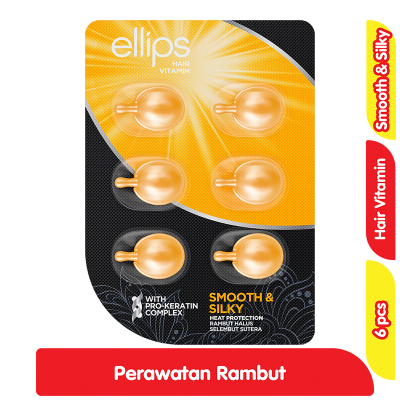 ellips
HAIR
VITAMIN
WITH
PRO-KERATIN
COMPLEX
SMOOTH &
SILKY
HEAT PROTECTION
RAMBUT HALUS
SELEMBUT SUTERA
Smooth & Silky
Hair Vitamin
6 pcs
Perawatan Rambut